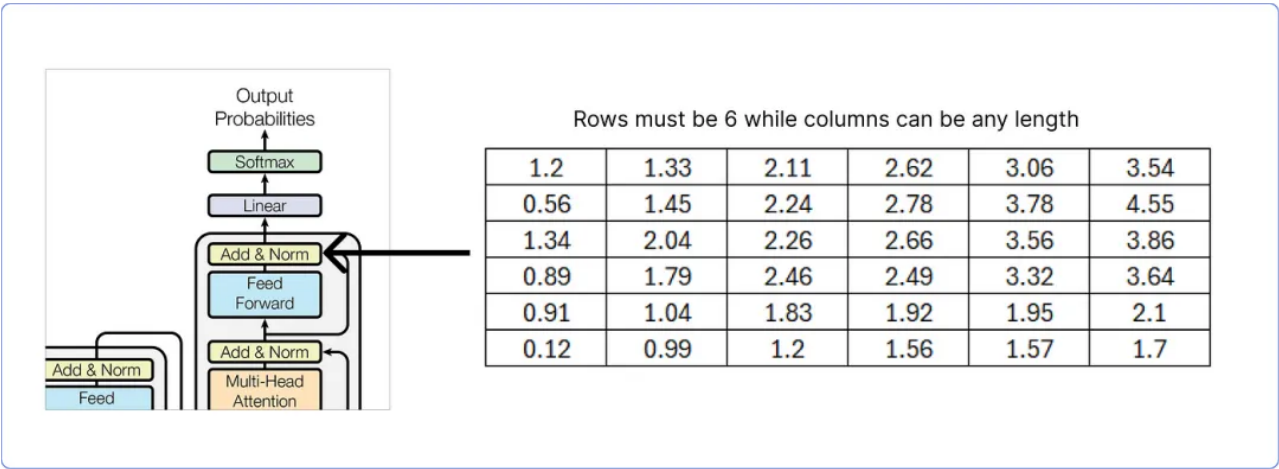 Output
Probabilities
Softmax
Linear
Add & Norm
Feed
Forward
Add & Norm
Multi-Head
Attention
Add & Norm
Feed
Rows must be 6 while columns can be any length
1.2 1.33 2.11 2.62 3.06 3.54
0.56 1.45 2.24 2.78 3.78 4.55
1.34 2.04 2.26 2.66 3.56 3.86
0.89 1.79 2.46 2.49 3.32 3.64
0.91 1.04 1.83 1.92 1.95 2.1
0.12 0.99 1.2 1.56 1.57 1.7